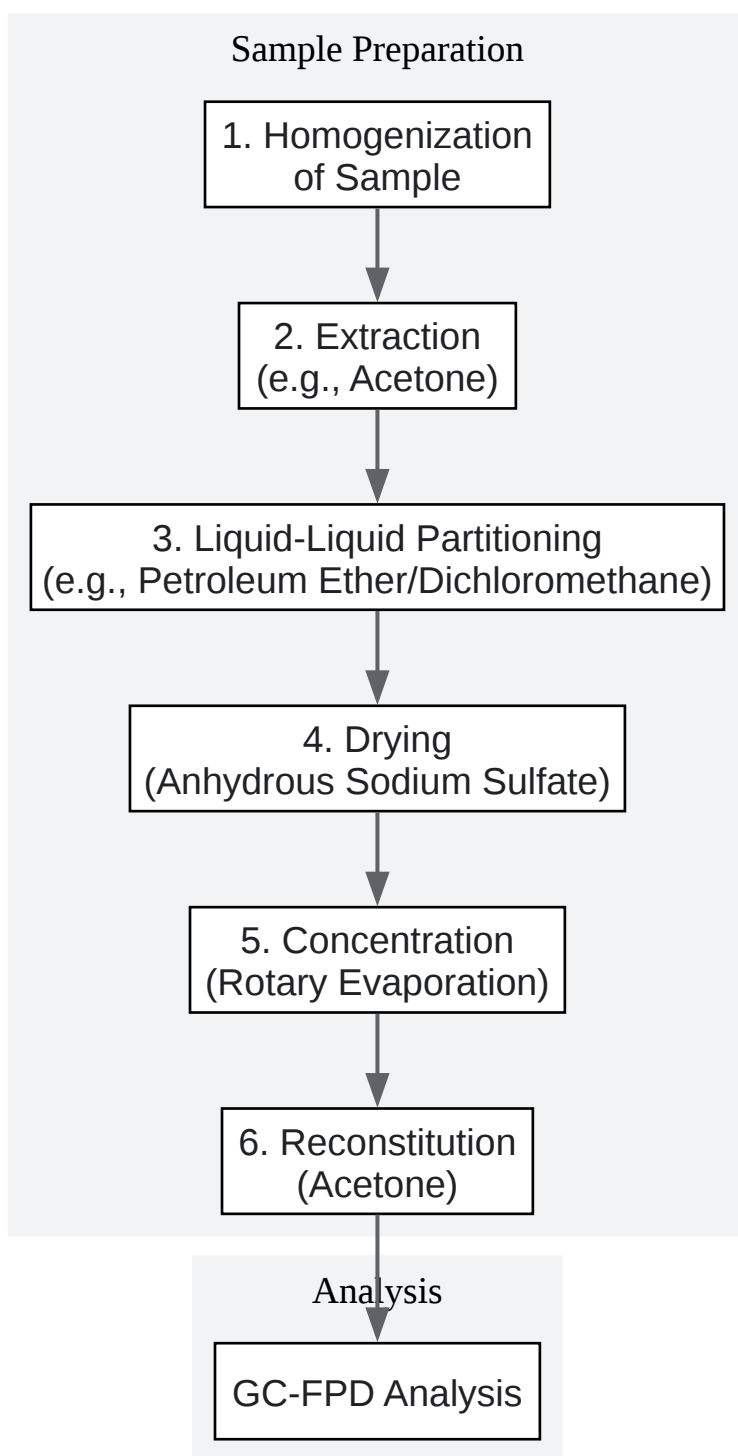 Sample Preparation
1. Homogenization
of Sample
2. Extraction
(e.g., Acetone)
3. Liquid-Liquid Partitioning
(e.g., Petroleum Ether/Dichloromethane)
4. Drying
(Anhydrous Sodium Sulfate)
5. Concentration
(Rotary Evaporation)
6. Reconstitution
(Acetone)
Analysis
GC-FPD Analysis